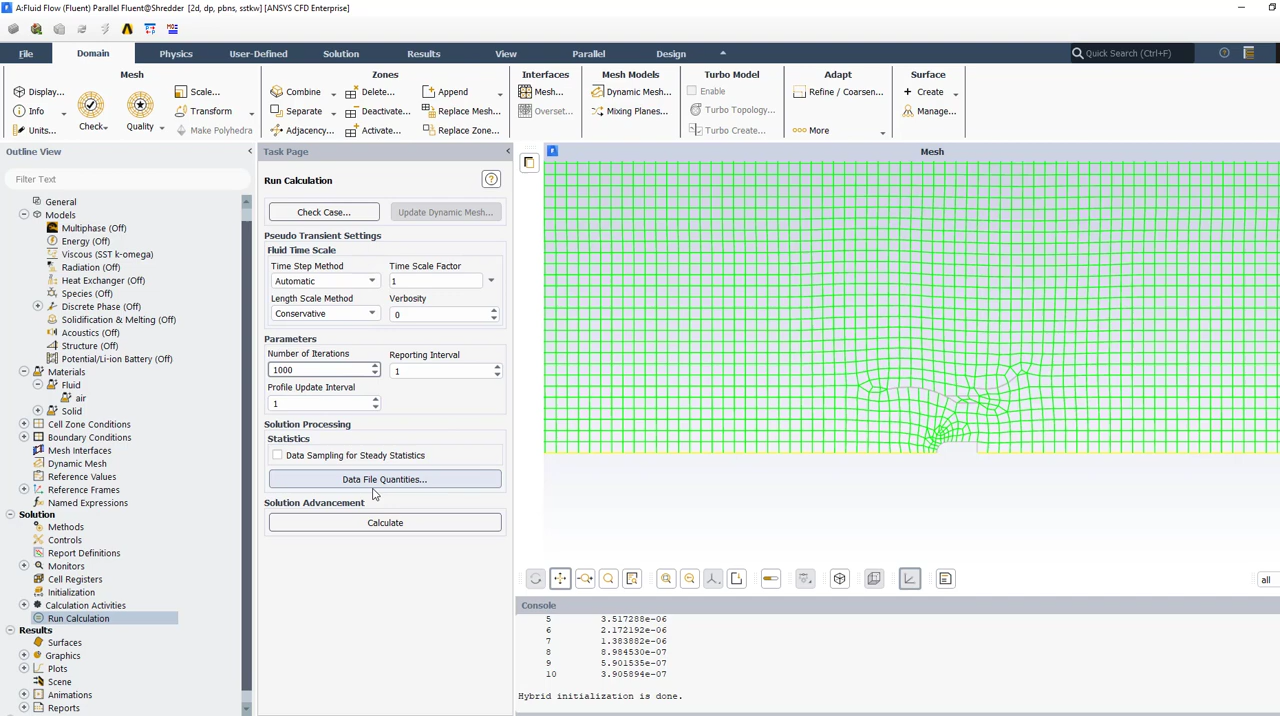 A:Fluid Flow (Fluent) Parallel Fluent@Shredder [2d, dp, pbns, sstkw] [ANSYS CFD Enterprise]
File
Domain
Physics
User-Defined
Solution
Results
View
Parallel
Design
Quick Search (Ctrl+F)
Mesh
Zones
Interfaces
Mesh Models
Turbo Model
Adapt
Surface
Display...
Scale...
Combine
Delete...
Append
Mesh...
Dynamic Mesh...
Enable
Refine / Coarsen...
Create
Info
Check
Quality
Transform
Separate
Deactivate...
Replace Mesh...
Overset...
Mixing Planes...
Turbo Topology...
Manage...
Units...
Make Polyhedra
Adjacency...
Activate...
Replace Zone...
Turbo Create...
More
Outline View
Filter Text
General
Models
Multiphase (Off)
Energy (Off)
Viscous (SST k-omega)
Radiation (Off)
Heat Exchanger (Off)
Species (Off)
Discrete Phase (Off)
Solidification & Melting (Off)
Acoustics (Off)
Structure (Off)
Potential/Li-ion Battery (Off)
Materials
Fluid
air
Solid
Cell Zone Conditions
Boundary Conditions
Mesh Interfaces
Dynamic Mesh
Reference Values
Reference Frames
Named Expressions
Solution
Methods
Controls
Report Definitions
Monitors
Cell Registers
Initialization
Calculation Activities
Run Calculation
Results
Surfaces
Graphics
Plots
Scene
Animations
Reports
Task Page
Run Calculation
Check Case...
Update Dynamic Mesh...
Pseudo Transient Settings
Fluid Time Scale
Time Step Method
Time Scale Factor
Automatic
1
Length Scale Method
Verbosity
Conservative
0
Parameters
Number of Iterations
Reporting Interval
1000
1
Profile Update Interval
1
Solution Processing
Statistics
Data Sampling for Steady Statistics
Data File Quantities...
Solution Advancement
Calculate
Mesh
all
Console
5 3.517288e-06
6 2.172192e-06
7 1.383882e-06
8 8.984530e-07
9 5.901535e-07
10 3.905894e-07
Hybrid initialization is done.